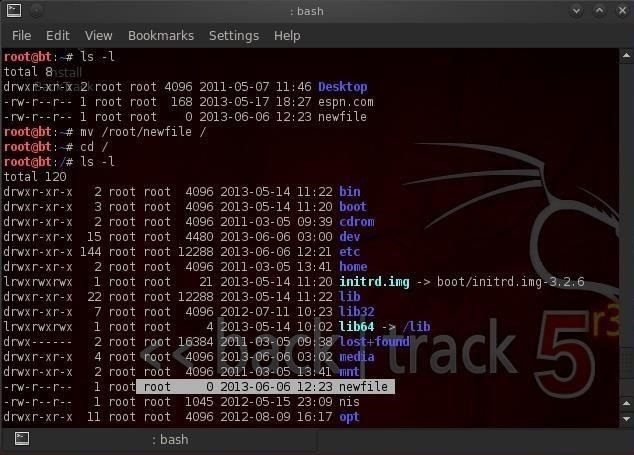 : bash
File Edit View Bookmarks Settings Help
root@bt:~# ls -l
total 8
Install
BackTrack
drwxr-xr-x 2 root root 4096 2011-05-07 11:46 Desktop
-rw-r--r-- 1 root root 168 2013-05-17 18:27 espn.com
-rw-r--r-- 1 root root 0 2013-06-06 12:23 newfile
root@bt:~# mv /root/newfile /
root@bt:~# cd /
root@bt:/# ls -l
total 120
drwxr-xr-x 2 root root 4096 2013-05-14 11:22 bin
drwxr-xr-x 3 root root 4096 2013-05-14 11:20 boot
drwxr-xr-x 2 root root 4096 2011-03-05 09:39 cdrom
drwxr-xr-x 15 root root 4480 2013-06-06 03:00 dev
drwxr-xr-x 144 root root 12288 2013-06-06 12:21 etc
drwxr-xr-x 2 root root 4096 2011-03-05 13:41 home
lrwxrwxrwx 1 root root 21 2013-05-14 11:20 initrd.img -> boot/initrd.img-3.2.6
drwxr-xr-x 22 root root 12288 2013-05-14 11:22 lib
drwxr-xr-x 7 root root 4096 2012-07-11 10:23 lib32
lrwxrwxrwx 1 root root 4 2013-05-14 10:02 lib64 -> /lib
drwx------ 2 root root 16384 2011-03-05 09:38 lost+found
drwxr-xr-x 4 root root 4096 2013-06-06 03:02 media
drwxr-xr-x 2 root root 4096 2011-03-05 13:41 mnt
-rw-r--r-- 1 root root 0 2013-06-06 12:23 newfile
-rw-r--r-- 1 root root 1045 2012-05-15 23:09 nis
drwxr-xr-x 11 root root 4096 2012-08-09 16:17 opt
<< back | track 5 r3
: bash